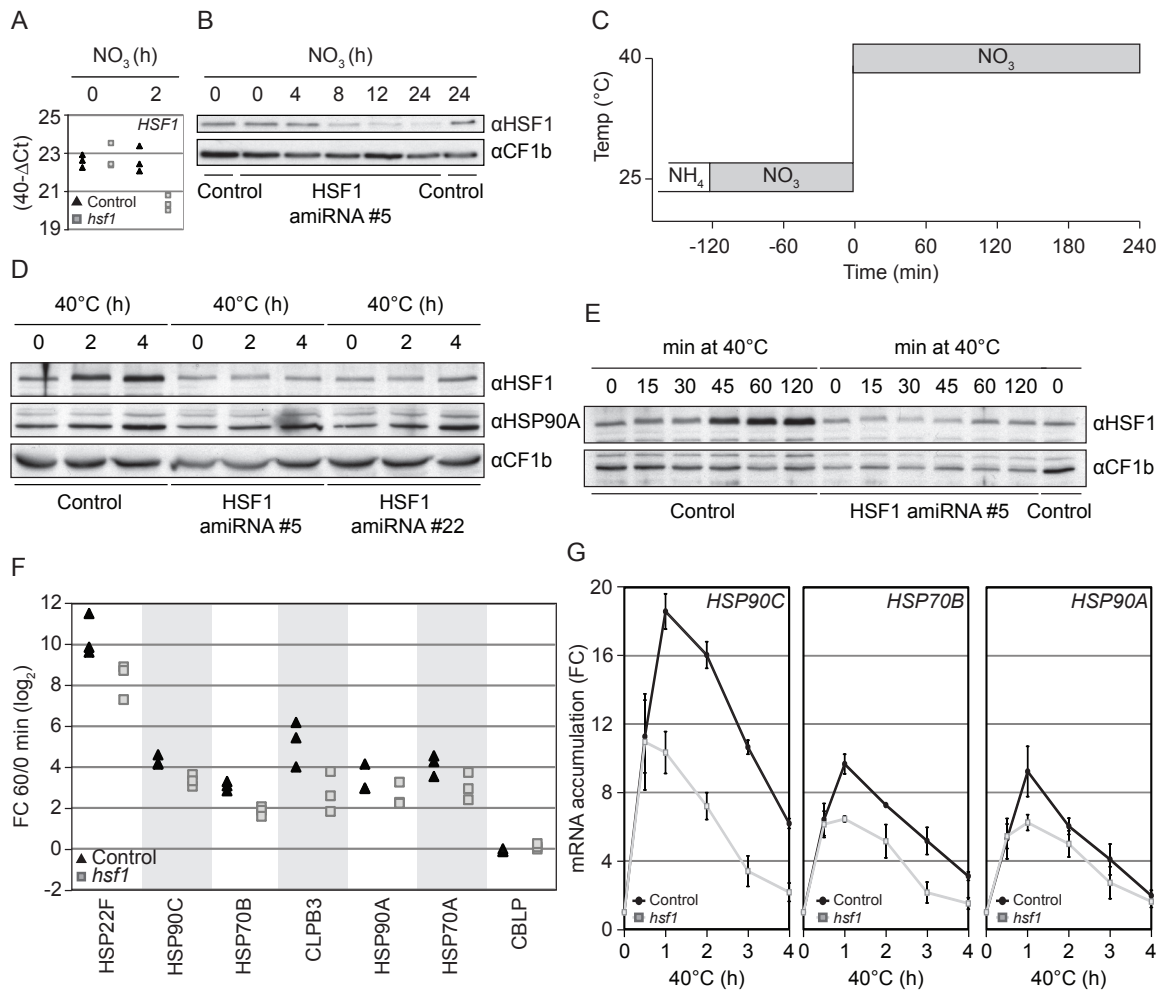 A
NO3 (h)
0 2
25
23
21
19
(40-ΔCt)
HSF1
Control
hsf1
B
NO3 (h)
0 0 4 8 12 24 24
αHSF1
αCF1b
Control HSF1 Control
amiRNA #5
C
Temp (°C)
40
25
NO3
NH4 NO3
-120 -60 0 60 120 180 240
Time (min)
D
40°C (h) 40°C (h) 40°C (h)
0 2 4 0 2 4 0 2 4
αHSF1
αHSP90A
αCF1b
Control HSF1 HSF1
amiRNA #5 amiRNA #22
E
min at 40°C min at 40°C
0 15 30 45 60 120 0 15 30 45 60 120 0
αHSF1
αCF1b
Control HSF1 amiRNA #5 Control
F
FC 60/0 min (log2)
12
10
8
6
4
2
0
-2
Control
hsf1
HSP22F
HSP90C
HSP70B
CLPB3
HSP90A
HSP70A
CBLP
G
mRNA accumulation (FC)
20
16
12
8
4
0
HSP90C HSP70B HSP90A
Control Control Control
hsf1 hsf1 hsf1
0 1 2 3 4 0 1 2 3 4 0 1 2 3 4
40°C (h) 40°C (h) 40°C (h)